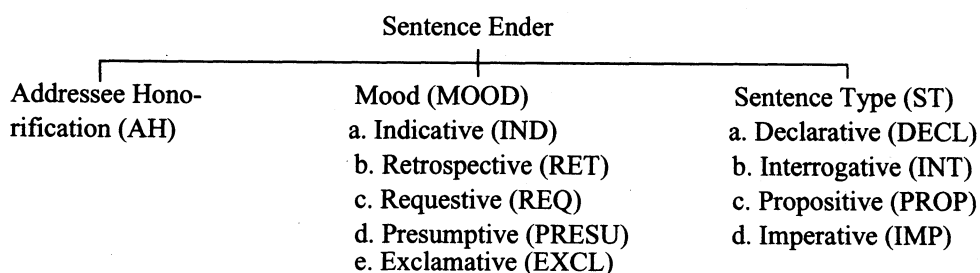 Sentence Ender
Addressee Hono-
rification (AH)
Mood (MOOD)
a. Indicative (IND)
b. Retrospective (RET)
c. Requestive (REQ)
d. Presumptive (PRESU)
e. Exclamative (EXCL)
Sentence Type (ST)
a. Declarative (DECL)
b. Interrogative (INT)
c. Propositive (PROP)
d. Imperative (IMP)